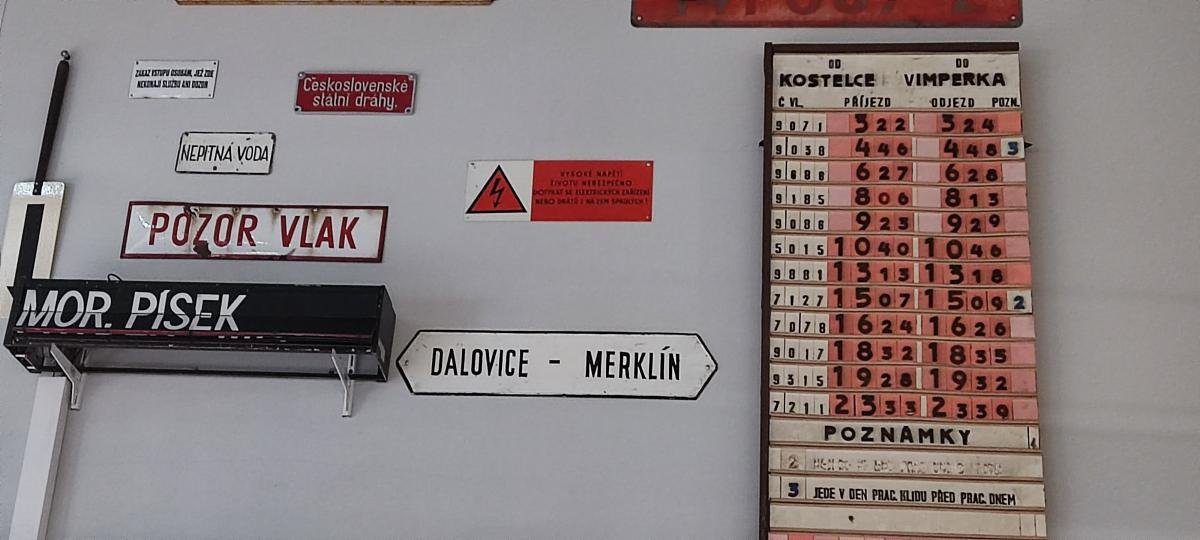 ZÁKAZ VSTUPU OSOBÁM, JEŽ ZDE
NEKONAJÍ SLUŽBU ANI DOZOR
Československé
státní dráhy.
NEPITNÁ VODA
POZOR VLAK
VYSOKÉ NAPĚTÍ
ŽIVOTU NEBEZPEČNO
DOTÝKAT SE ELEKTRICKÝCH ZAŘÍZENÍ
NEBO DRÁTŮ I NA ZEM SPADLÝCH!
MOR. PÍSEK
DALOVICE - MERKLÍN
OD DO
KOSTELCE VIMPERKA
Č VL. PŘÍJEZD ODJEZD POZN.
9071 322 324
9038 446 448 3
9686 627 628
9185 806 813
9086 923 929
5015 1040 1046
9881 1313 1318
7127 1507 1509 2
7078 1624 1626
9017 1832 1835
9315 1928 1932
7211 2333 2339
POZNÁMKY
2
3 JEDE V DEN PRAC. KLIDU PŘED PRAC. DNEM